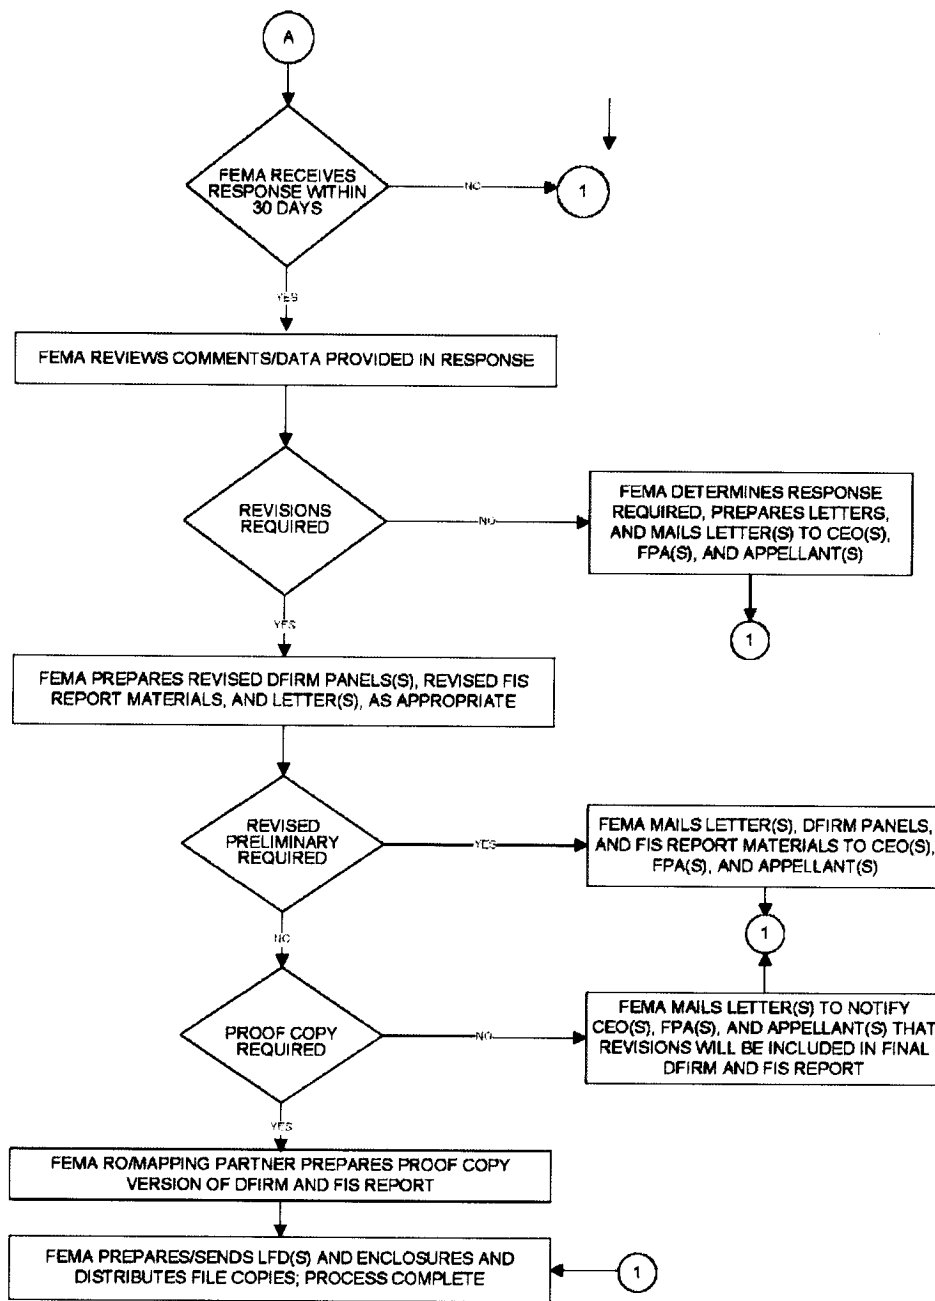 A
FEMA RECEIVES
RESPONSE WITHIN
30 DAYS
NO
1
YES
FEMA REVIEWS COMMENTS/DATA PROVIDED IN RESPONSE
REVISIONS
REQUIRED
NO
FEMA DETERMINES RESPONSE
REQUIRED, PREPARES LETTERS,
AND MAILS LETTER(S) TO CEO(S),
FPA(S), AND APPELLANT(S)
1
YES
FEMA PREPARES REVISED DFIRM PANELS(S), REVISED FIS
REPORT MATERIALS, AND LETTER(S), AS APPROPRIATE
REVISED
PRELIMINARY
REQUIRED
YES
FEMA MAILS LETTER(S), DFIRM PANELS,
AND FIS REPORT MATERIALS TO CEO(S),
FPA(S), AND APPELLANT(S)
1
NO
PROOF COPY
REQUIRED
NO
FEMA MAILS LETTER(S) TO NOTIFY
CEO(S), FPA(S), AND APPELLANT(S) THAT
REVISIONS WILL BE INCLUDED IN FINAL
DFIRM AND FIS REPORT
YES
FEMA RO/MAPPING PARTNER PREPARES PROOF COPY
VERSION OF DFIRM AND FIS REPORT
FEMA PREPARES/SENDS LFD(S) AND ENCLOSURES AND
DISTRIBUTES FILE COPIES; PROCESS COMPLETE
1